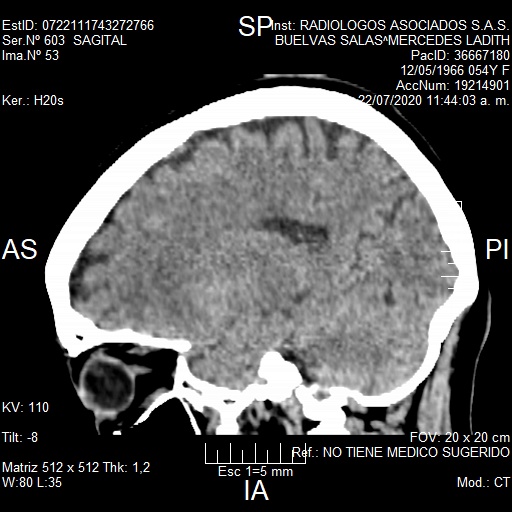 EstID: 0722111743272766
Ser.Nº 603 SAGITAL
Ima.Nº 53
Ker.: H20s
SP
Inst: RADIOLOGOS ASOCIADOS S.A.S.
BUELVAS SALAS^MERCEDES LADITH
PacID: 36667180
12/05/1966 054Y F
AccNum: 19214901
22/07/2020 11:44:03 a. m.
AS
PI
KV: 110
Tilt: -8
Matriz 512 x 512 Thk: 1,2
W:80 L:35
Esc 1=5 mm
IA
FOV: 20 x 20 cm
Ref.: NO TIENE MEDICO SUGERIDO
Mod.: CT